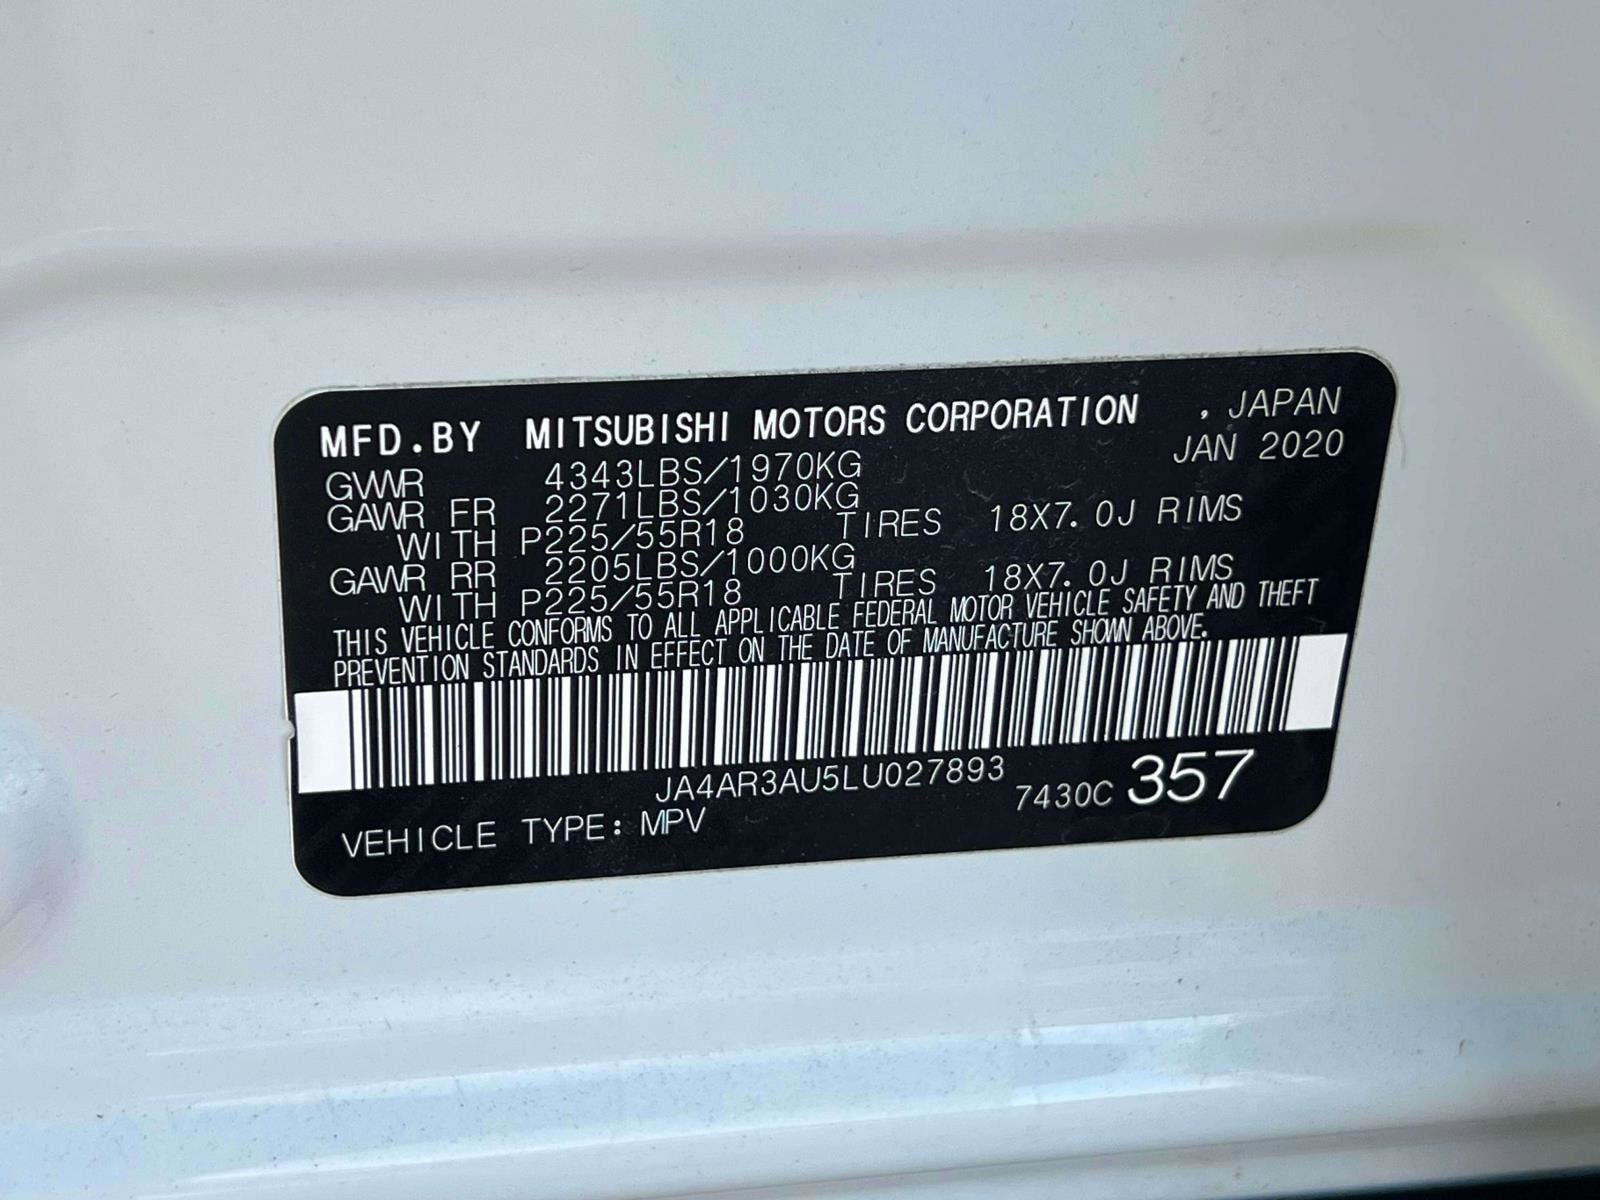 MFD.BY MITSUBISHI MOTORS CORPORATION , JAPAN
JAN 2020
GVWR 4343LBS/1970KG
GAWR FR 2271LBS/1030KG
WITH P225/55R18 TIRES 18X7.0J RIMS
GAWR RR 2205LBS/1000KG
WITH P225/55R18 TIRES 18X7.0J RIMS
THIS VEHICLE CONFORMS TO ALL APPLICABLE FEDERAL MOTOR VEHICLE SAFETY AND THEFT
PREVENTION STANDARDS IN EFFECT ON THE DATE OF MANUFACTURE SHOWN ABOVE.
JA4AR3AU5LU027893
7430C 357
VEHICLE TYPE: MPV